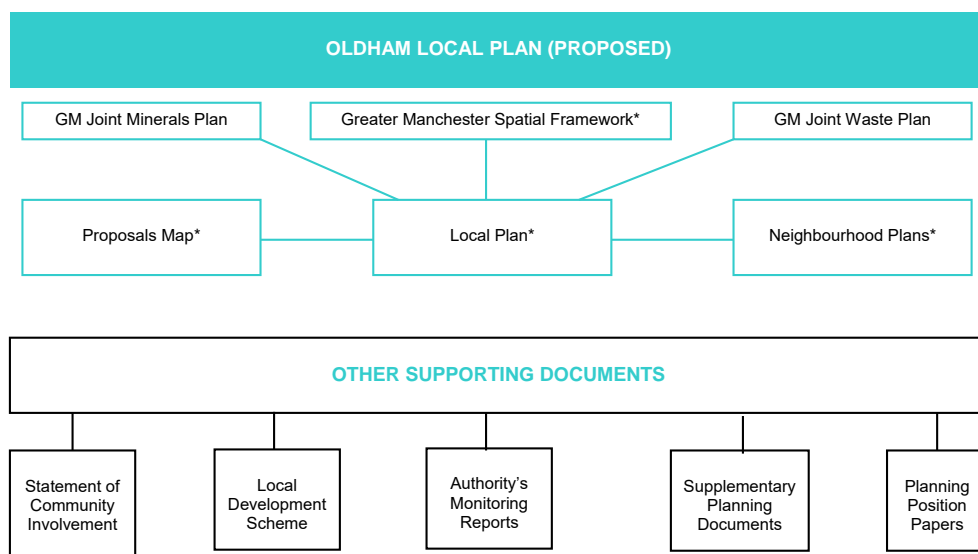 OLDHAM LOCAL PLAN (PROPOSED)
GM Joint Minerals Plan
Greater Manchester Spatial Framework*
GM Joint Waste Plan
Proposals Map*
Local Plan*
Neighbourhood Plans*
OTHER SUPPORTING DOCUMENTS
Statement of
Community
Involvement
Local
Development
Scheme
Authority's
Monitoring
Reports
Supplementary
Planning
Documents
Planning
Position
Papers